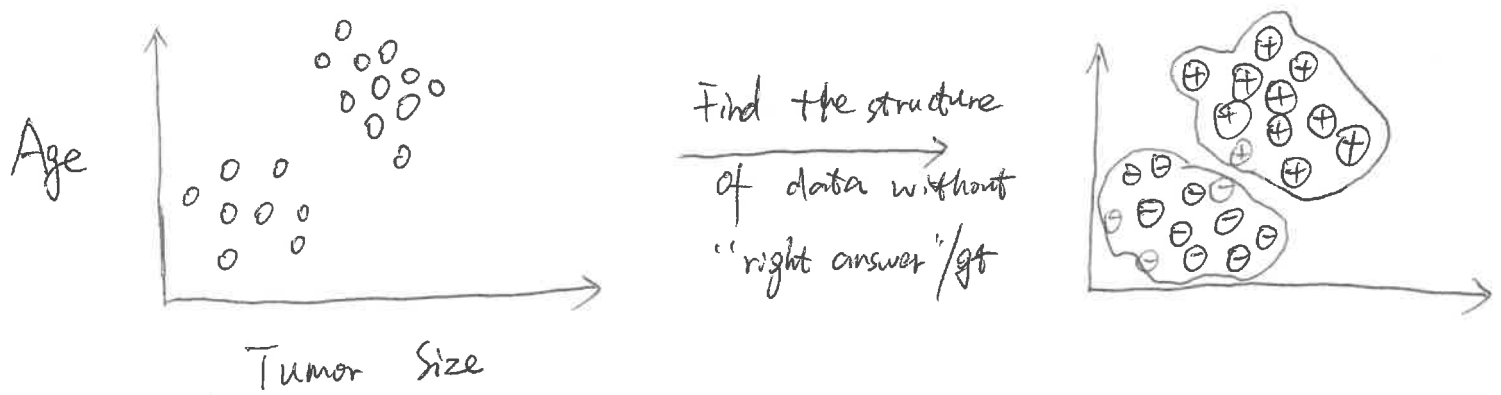 Age
Tumor Size
Find the structure
of data without
"right answer"/gt